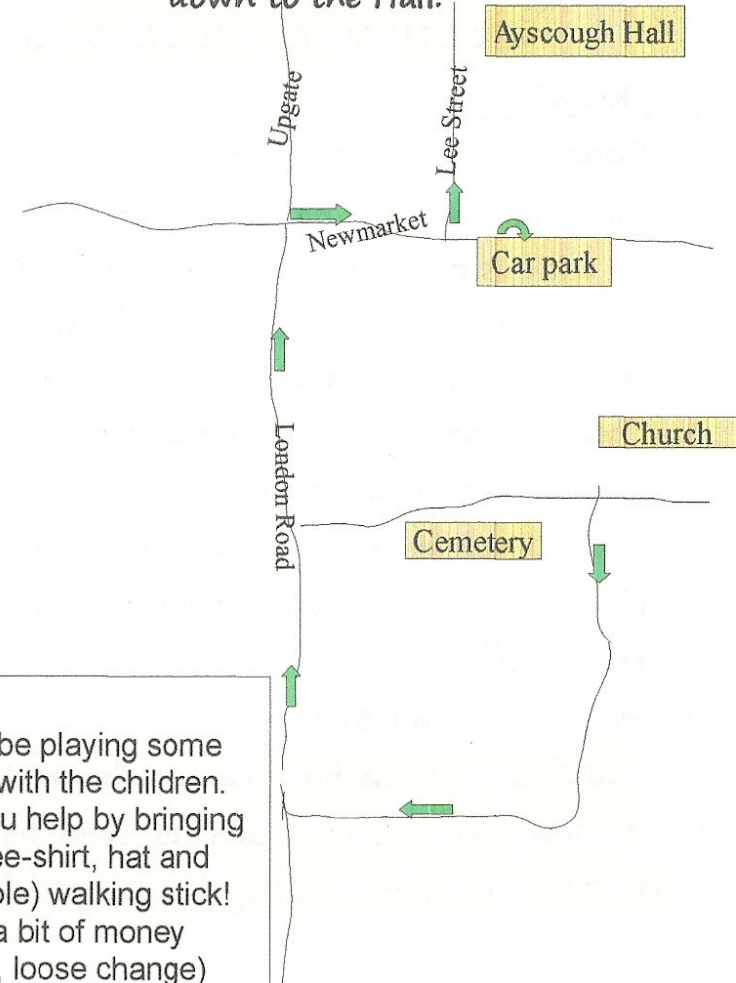 down to the Hall.
Ayscough Hall
Upgate
Lee Street
Newmarket
Car park
Church
London Road
Cemetery
be playing some
with the children.
u help by bringing
ee-shirt, hat and
le) walking stick!
a bit of money
, loose change)